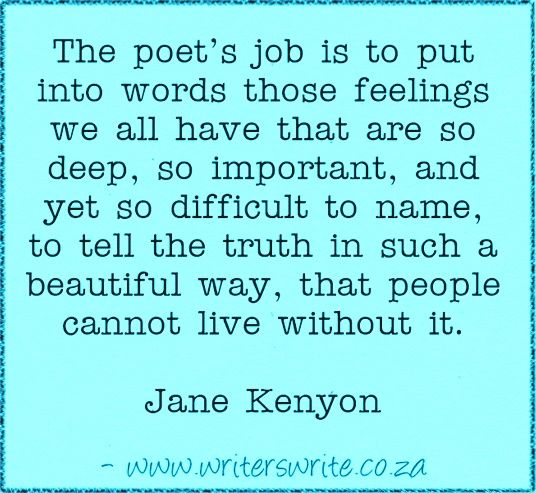 The poet's job is to put
into words those feelings
we all have that are so
deep, so important, and
yet so difficult to name,
to tell the truth in such a
beautiful way, that people
cannot live without it.
Jane Kenyon
- www.writerswrite.co.za